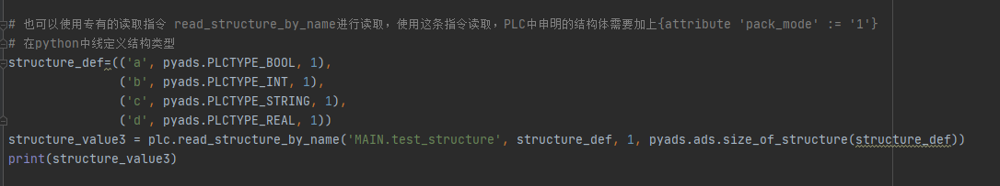 # 也可以使用专有的读取指令 read_structure_by_name进行读取，使用这条指令读取，PLC中申明的结构体需要加上{attribute 'pack_mode' := '1'}
# 在python中线定义结构类型
structure_def=(('a', pyads.PLCTYPE_BOOL, 1),
('b', pyads.PLCTYPE_INT, 1),
('c', pyads.PLCTYPE_STRING, 1),
('d', pyads.PLCTYPE_REAL, 1))
structure_value3 = plc.read_structure_by_name('MAIN.test_structure', structure_def, 1, pyads.ads.size_of_structure(structure_def))
print(structure_value3)